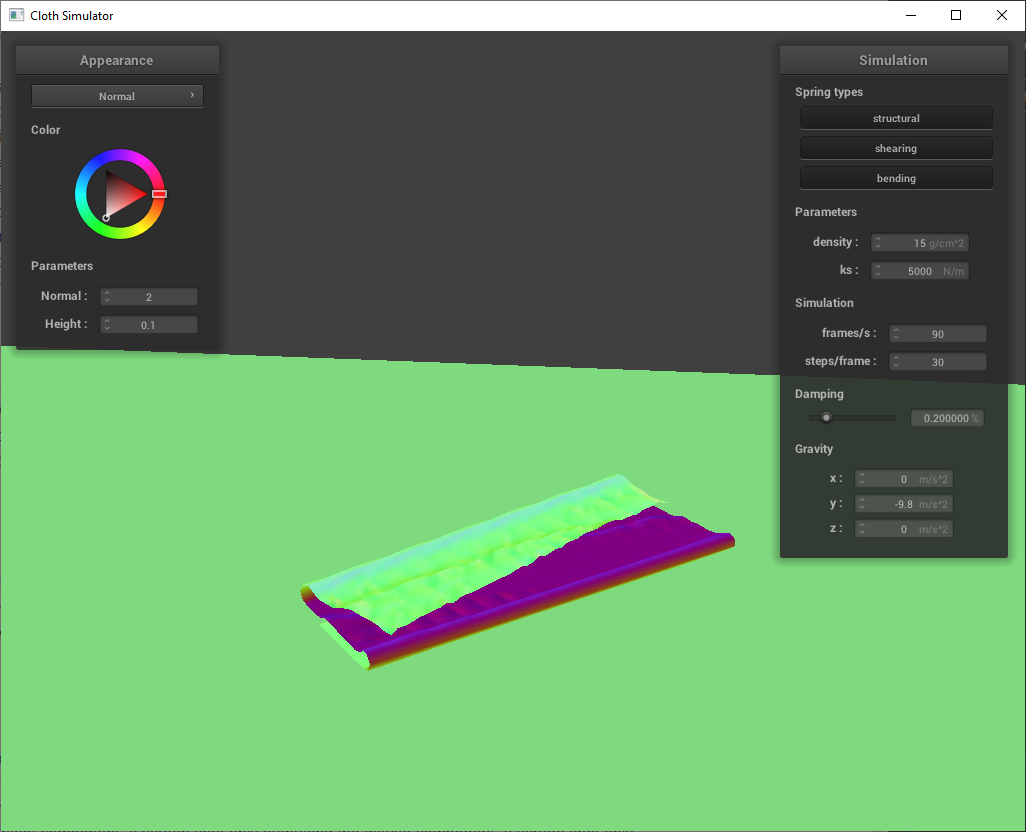 Cloth Simulator
Appearance
Normal
Color
Parameters
Normal : 2
Height : 0.1
Simulation
Spring types
structural
shearing
bending
Parameters
density : 15 g/cm^2
ks : 5000 N/m
Simulation
frames/s : 90
steps/frame : 30
Damping
0.200000 %
Gravity
x : 0 m/s^2
y : -9.8 m/s^2
z : 0 m/s^2